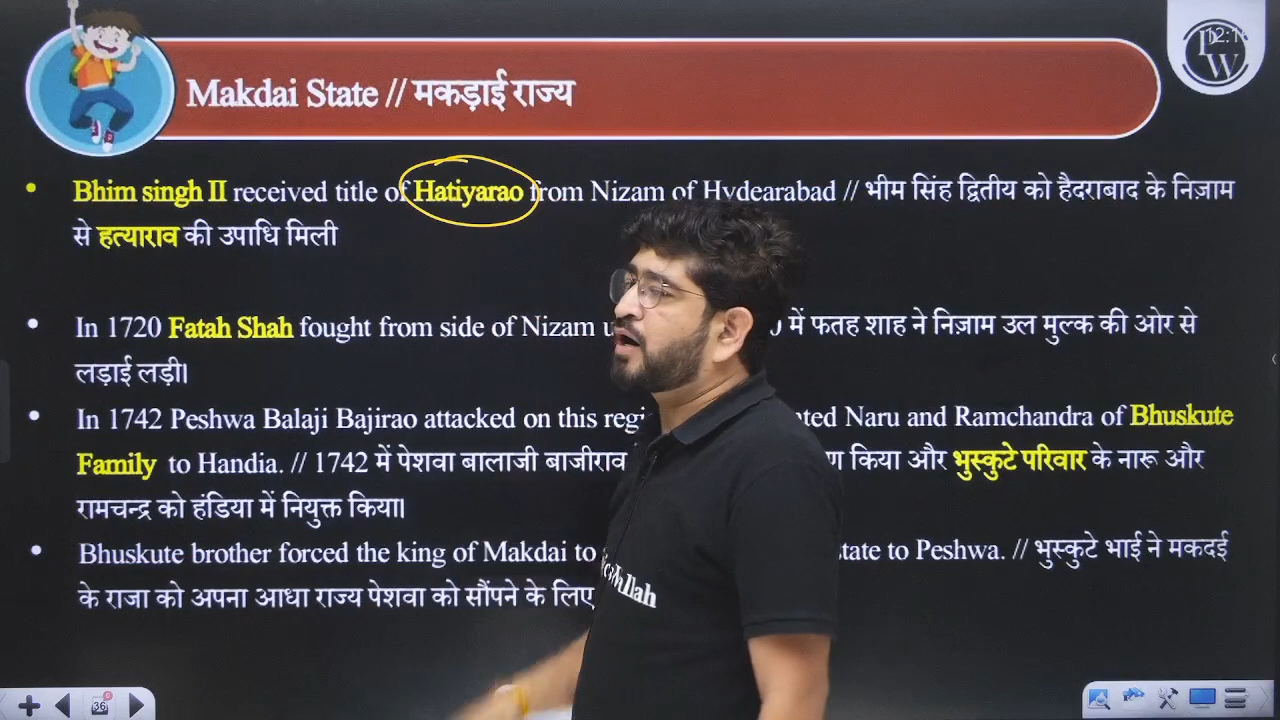 Makdai State // मकड़ाई राज्य
Bhim singh II received title of Hatiyarao from Nizam of Hydearabad // भीम सिंह द्वितीय को हैदराबाद के निज़ाम
से हत्याराव की उपाधि मिली
In 1720 Fatah Shah fought from side of Nizam में फतह शाह ने निज़ाम उल मुल्क की ओर से
लड़ाई लड़ी।
In 1742 Peshwa Balaji Bajirao attacked on this Naru and Ramchandra of Bhuskute
Family to Handia. // 1742 में पेशवा बालाजी बाजीराव किया और भुस्कुटे परिवार के नारू और
रामचन्द्र को हंडिया में नियुक्त किया।
Bhuskute brother forced the king of Makdai to state to Peshwa. // भुस्कुटे भाई ने मकदई
के राजा को अपना आधा राज्य पेशवा को सौंपने के लिए
PW
36